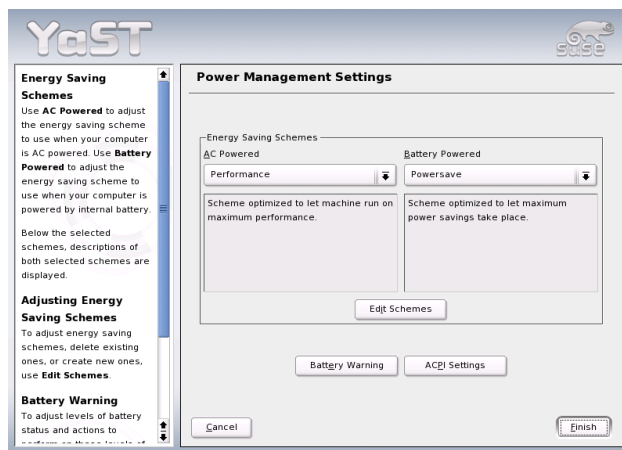 YaST
SUSE
Energy Saving
Schemes
Use AC Powered to adjust
the energy saving scheme
to use when your computer
is AC powered. Use Battery
Powered to adjust the
energy saving scheme to
use when your computer is
powered by internal battery.
Below the selected
schemes, descriptions of
both selected schemes are
displayed.
Adjusting Energy
Saving Schemes
To adjust energy saving
schemes, delete existing
ones, or create new ones,
use Edit Schemes.
Battery Warning
To adjust levels of battery
status and actions to
perform on these levels of
Power Management Settings
Energy Saving Schemes
AC Powered
Performance
Scheme optimized to let machine run on
maximum performance.
Battery Powered
Powersave
Scheme optimized to let maximum
power savings take place.
Edit Schemes
Battery Warning
ACPI Settings
Cancel
Finish